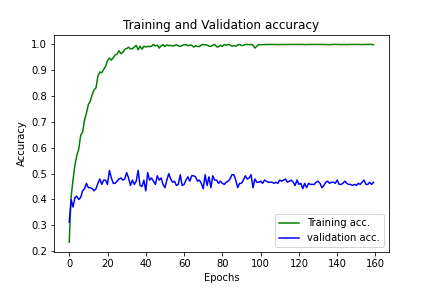 Training and Validation accuracy
1.0
0.9
0.8
0.7
0.6
0.5
0.4
0.3
0.2
Accuracy
Training acc.
validation acc.
0 20 40 60 80 100 120 140 160
Epochs